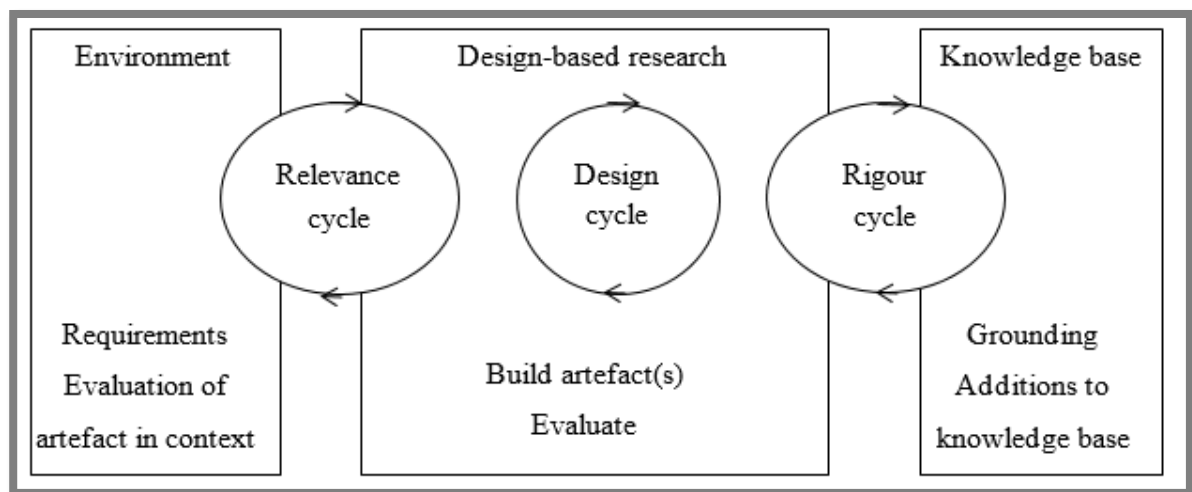 Environment
Design-based research
Knowledge base
Relevance
cycle
Design
cycle
Rigour
cycle
Requirements
Evaluation of
artefact in context
Build artefact(s)
Evaluate
Grounding
Additions to
knowledge base